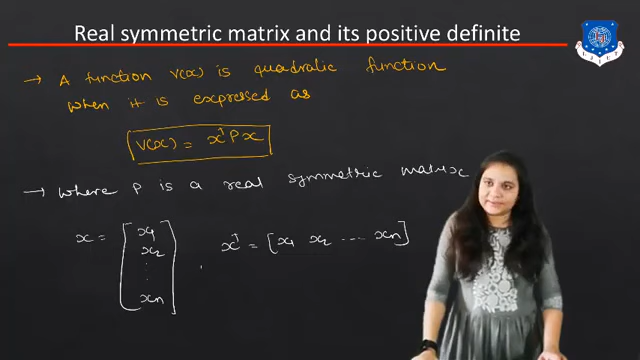 Real symmetric matrix and its positive definite
→ A function V(x) is quadratic function
when it is expressed as
V(x) = xᵀPx
→ where P is a real symmetric matrix
x = [x₁ x₂ ⋮ xₙ] , xᵀ = [x₁ x₂ ... xₙ]